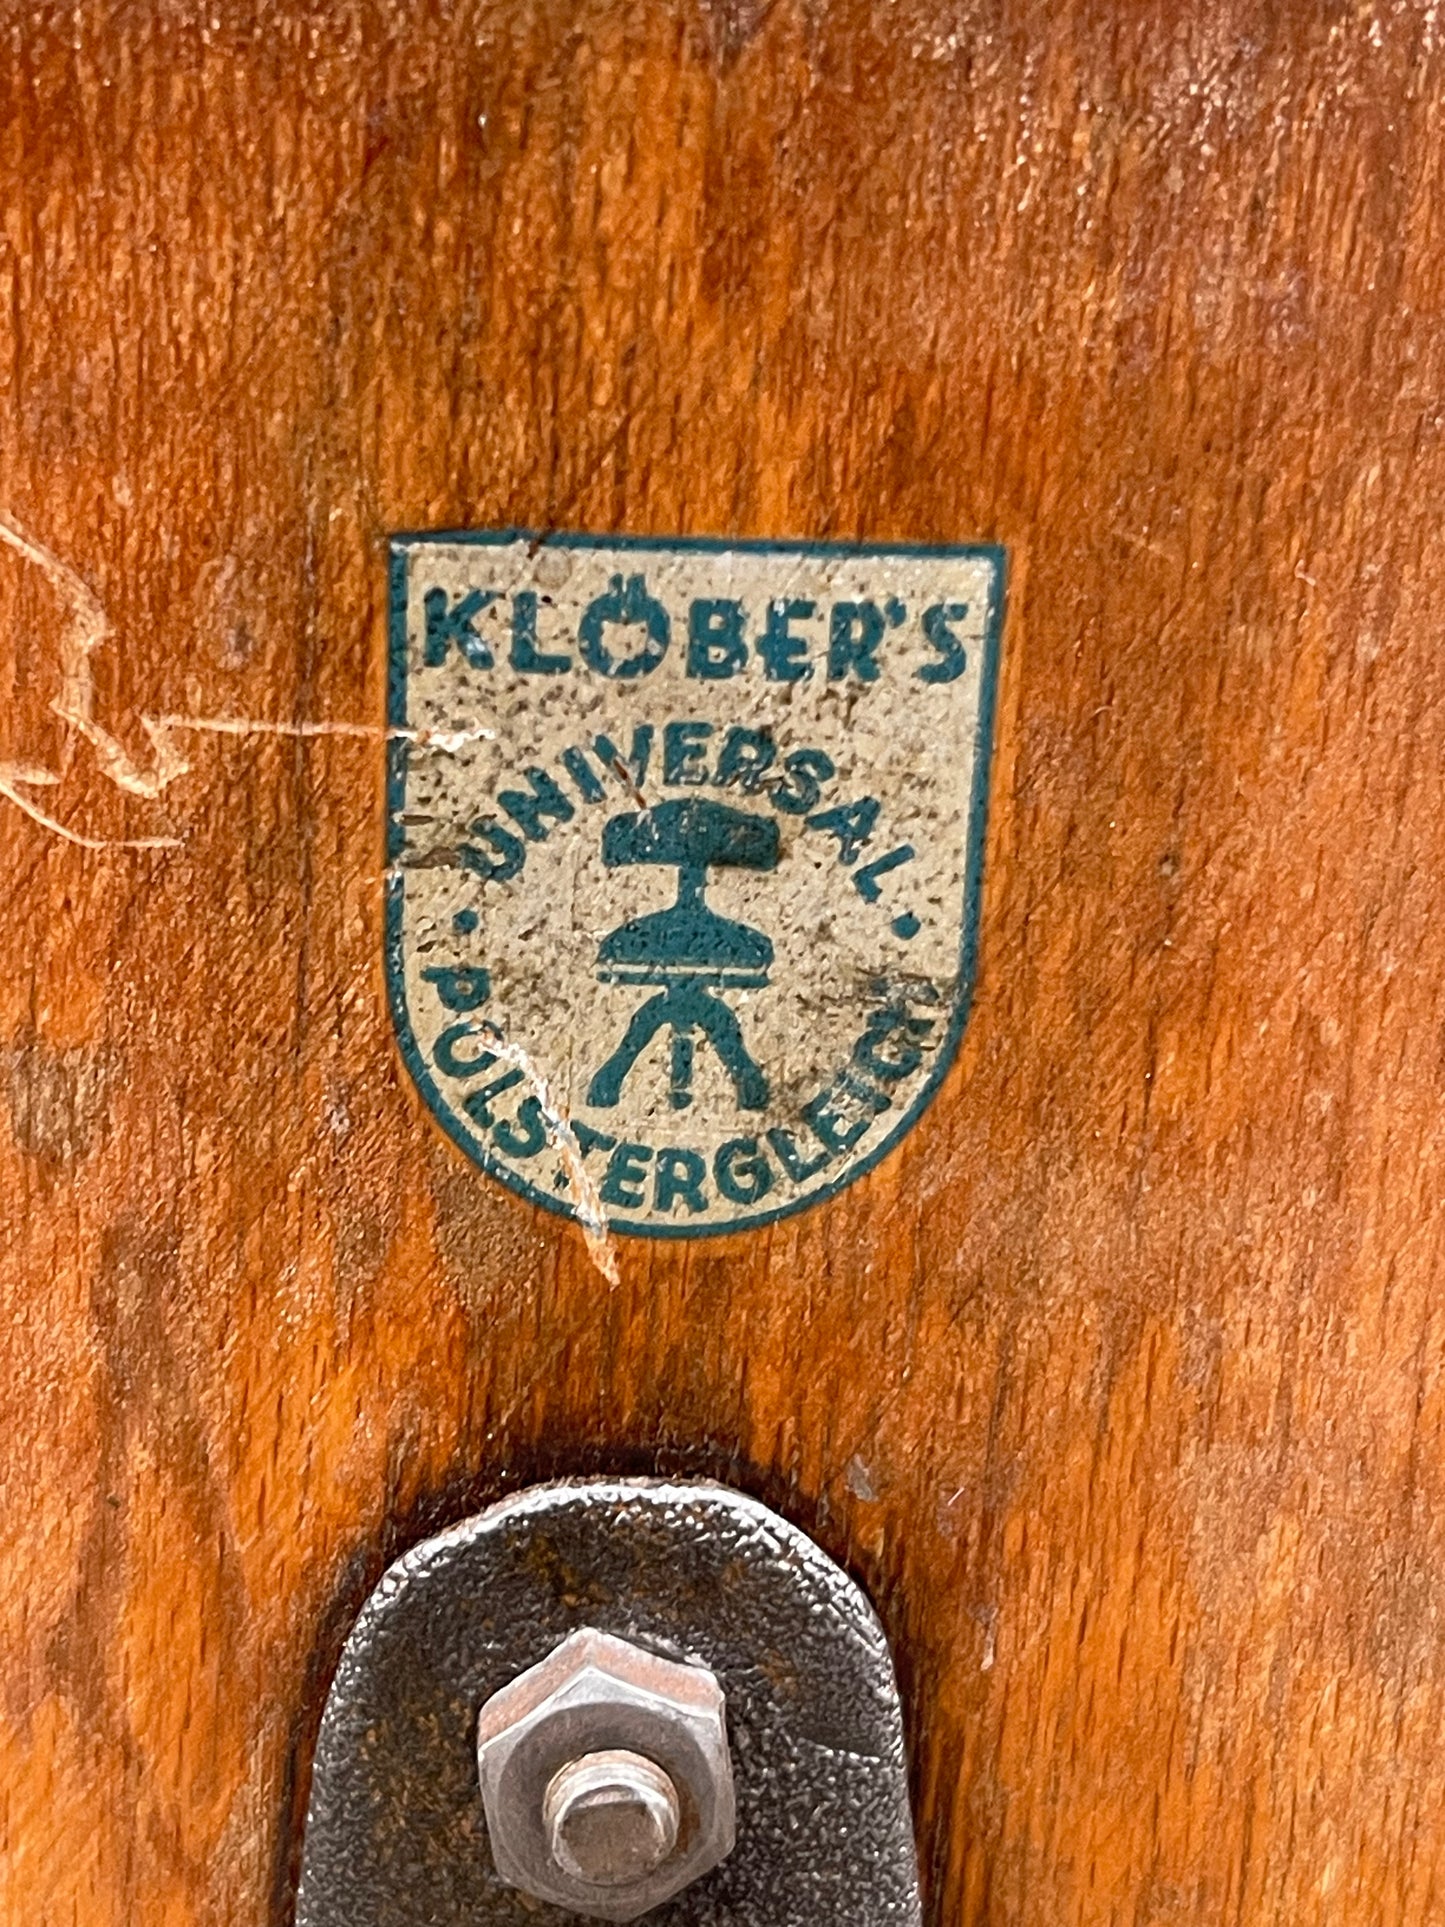 KLÖBER'S
· UNIVERSAL ·
POLSTERGLEICH